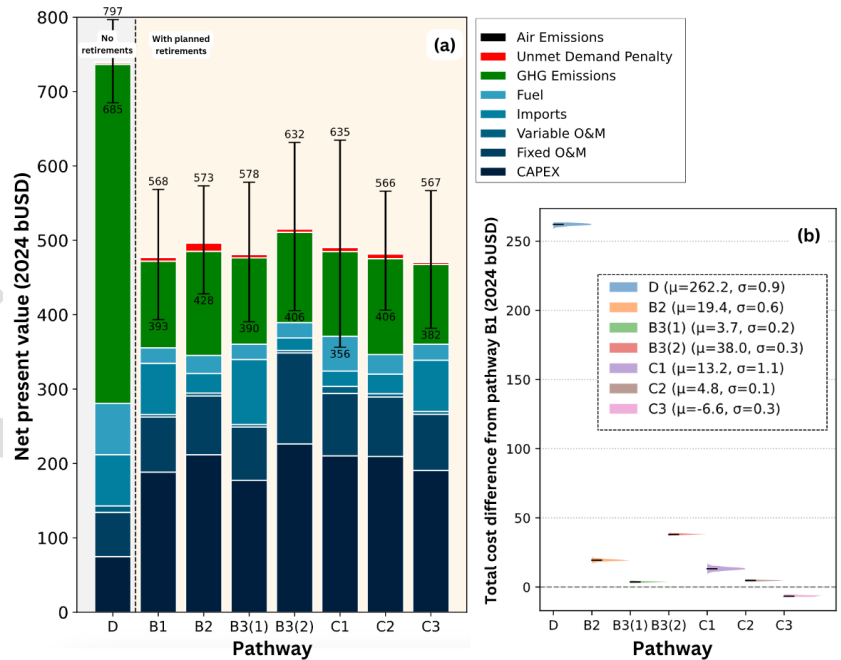 800
700
600
500
400
300
200
100
0
Net present value (2024 bUSD)
797
No
retirements
With planned
retirements
(a)
685
568
393
573
428
578
390
632
406
635
356
566
406
567
382
D
B1
B2
B3(1)
B3(2)
C1
C2
C3
Pathway
Air Emissions
Unmet Demand Penalty
GHG Emissions
Fuel
Imports
Variable O&M
Fixed O&M
CAPEX
Total cost difference from pathway B1 (2024 bUSD)
250
200
150
100
50
0
(b)
D (μ=262.2, σ=0.9)
B2 (μ=19.4, σ=0.6)
B3(1) (μ=3.7, σ=0.2)
B3(2) (μ=38.0, σ=0.3)
C1 (μ=13.2, σ=1.1)
C2 (μ=4.8, σ=0.1)
C3 (μ=-6.6, σ=0.3)
D
B2
B3(1)
B3(2)
C1
C2
C3
Pathway